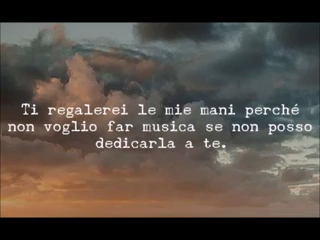 Ti regalerei le mie mani perché
non voglio far musica se non posso
dedicarla a te.